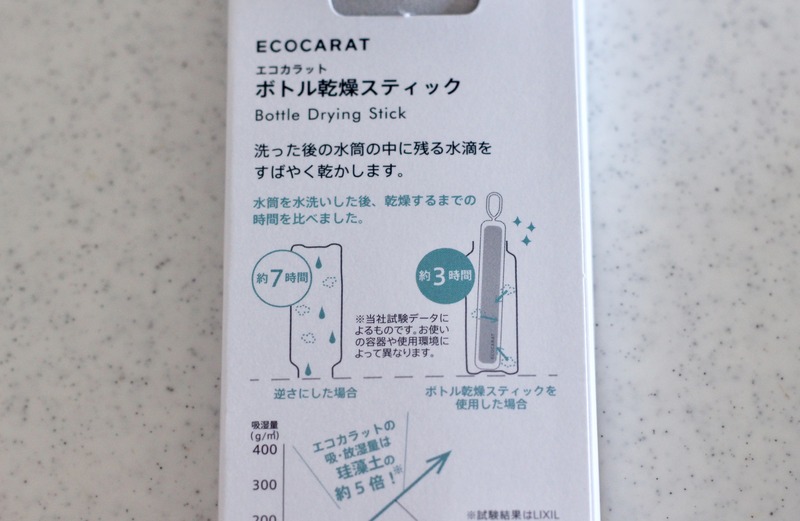 ECOCARAT
エコカラット
ボトル乾燥スティック
Bottle Drying Stick
洗った後の水筒の中に残る水滴を
すばやく乾かします。
水筒を水洗いした後、乾燥するまでの
時間を比べました。
約7時間
約3時間
※当社試験データに
よるものです。お使い
の容器や使用環境に
よって異なります。
ECOCARAT
逆さにした場合
ボトル乾燥スティックを
使用した場合
吸湿量
(g/㎡)
400
300
200
エコカラットの
吸・放湿量は
珪藻土の
約5倍!※
※試験結果はLIXIL